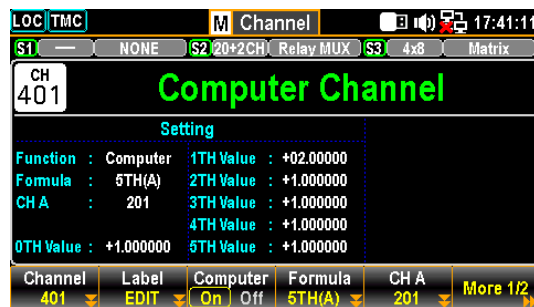 LOC TMC M Channel 17:41:11
S1 — NONE S2 20+2CH Relay MUX S3 4x8 Matrix
CH
401
Computer Channel
Setting
Function : Computer 1TH Value : +02.00000
Formula : 5TH(A) 2TH Value : +1.000000
CH A : 201 3TH Value : +1.000000
4TH Value : +1.000000
0TH Value : +1.000000 5TH Value : +1.000000
Channel Label Computer Formula CH A More 1/2
401 EDIT On Off 5TH(A) 201